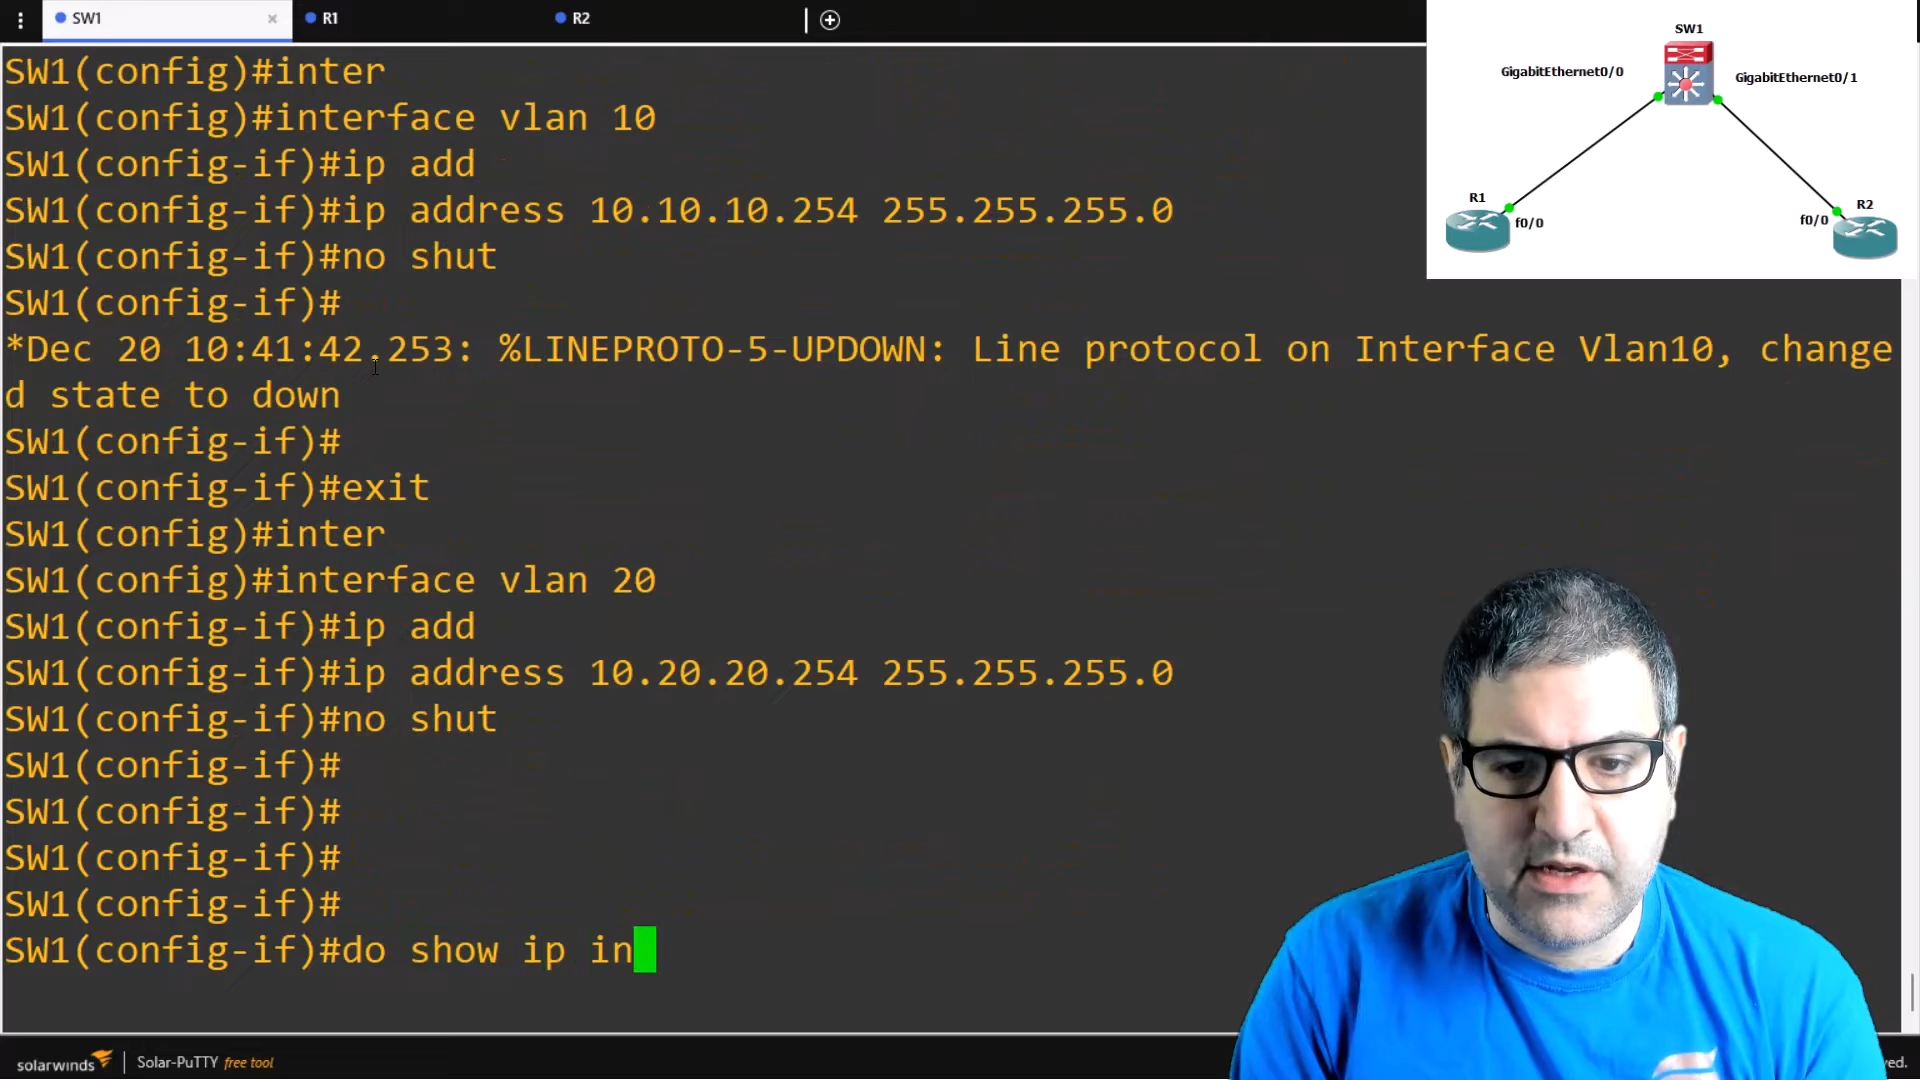 SW1 × R1 R2
SW1(config)#inter
SW1(config)#interface vlan 10
SW1(config-if)#ip add
SW1(config-if)#ip address 10.10.10.254 255.255.255.0
SW1(config-if)#no shut
SW1(config-if)#
*Dec 20 10:41:42.253: %LINEPROTO-5-UPDOWN: Line protocol on Interface Vlan10, change
d state to down
SW1(config-if)#
SW1(config-if)#exit
SW1(config)#inter
SW1(config)#interface vlan 20
SW1(config-if)#ip add
SW1(config-if)#ip address 10.20.20.254 255.255.255.0
SW1(config-if)#no shut
SW1(config-if)#
SW1(config-if)#
SW1(config-if)#
SW1(config-if)#
SW1(config-if)#do show ip in
SW1
GigabitEthernet0/0 GigabitEthernet0/1
R1 R2
f0/0 f0/0
solarwinds Solar-PuTTY free tool